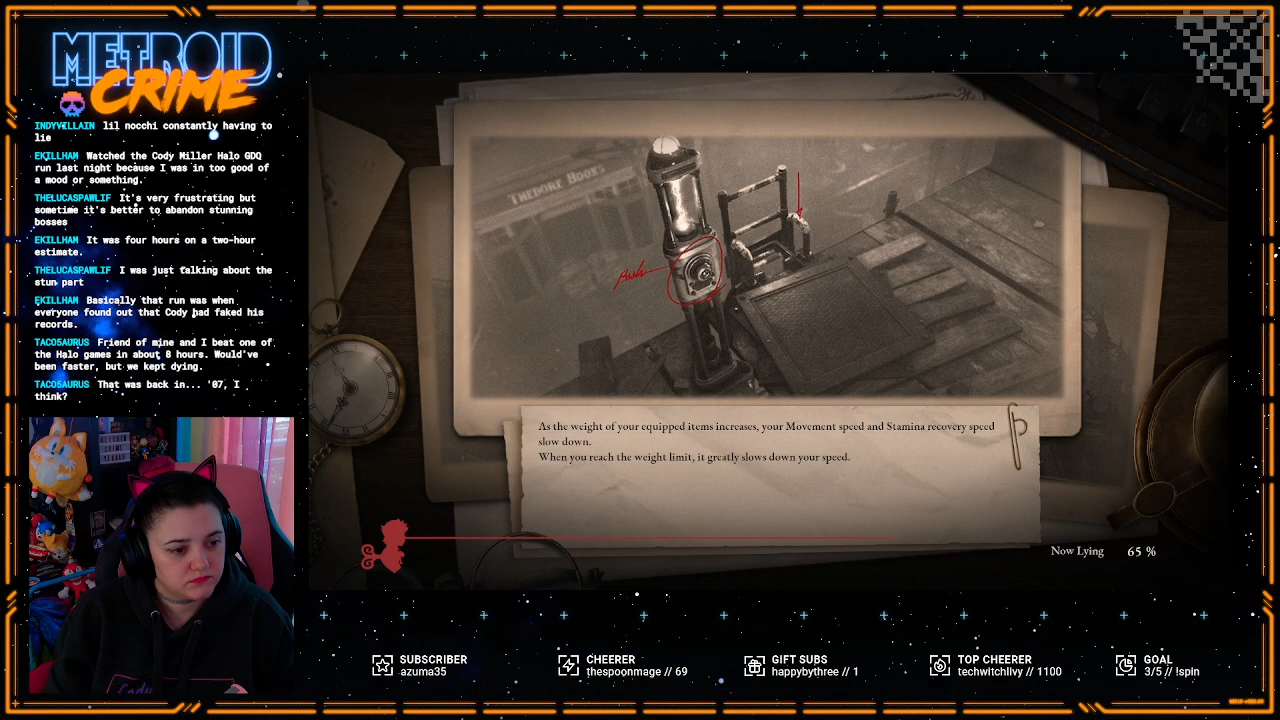 METROID
CRIME
INDYVILLAIN lil nocchi constantly having to
lie
EKILLHAM Watched the Cody Miller Halo GDQ
run last night because I was in too good of
a mood or something.
THELUCASPAWLIF It's very frustrating but
sometime it's better to abandon stunning
bosses
EKILLHAM It was four hours on a two-hour
estimate.
THELUCASPAWLIF I was just talking about the
stun part
EKILLHAM Basically that run was when
everyone found out that Cody had faked his
records.
TACO5AURUS Friend of mine and I beat one of
the Halo games in about 8 hours. Would've
been faster, but we kept dying.
TACO5AURUS That was back in... '07, I
think?
THEDORE BOOTS
Push
As the weight of your equipped items increases, your Movement speed and Stamina recovery speed
slow down.
When you reach the weight limit, it greatly slows down your speed.
Now Lying 65 %
SUBSCRIBER
azuma35
CHEERER
thespoonmage // 69
GIFT SUBS
happybythree // 1
TOP CHEERER
techwitchlivy // 1100
GOAL
3/5 // !spin